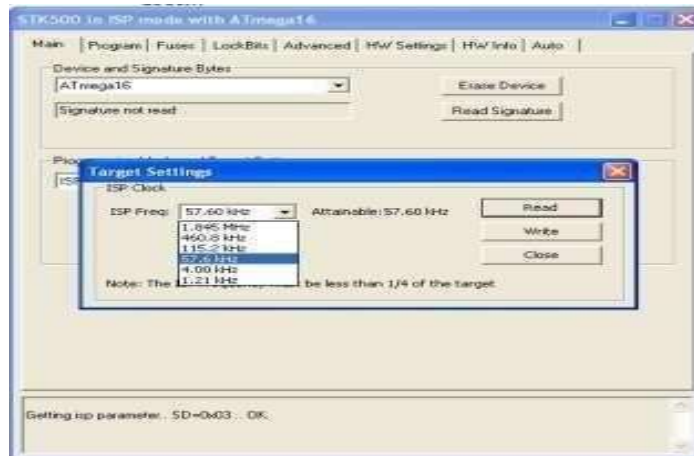 STK500 in ISP mode with ATmega16
Main Program Fuses LockBits Advanced HW Settings HW Info Auto
Device and Signature Bytes
ATmega16 Erase Device
Signature not read Read Signature
Target Settings
ISP Clock
ISP Freq: 57.60 kHz Attainable: 57.60 kHz Read
1.845 MHz
460.8 kHz
115.2 kHz
57.6 kHz
4.00 kHz
1.21 kHz
Write
Close
Note: The be less than 1/4 of the target
Getting isp parameter.. SD=0x03 .. OK